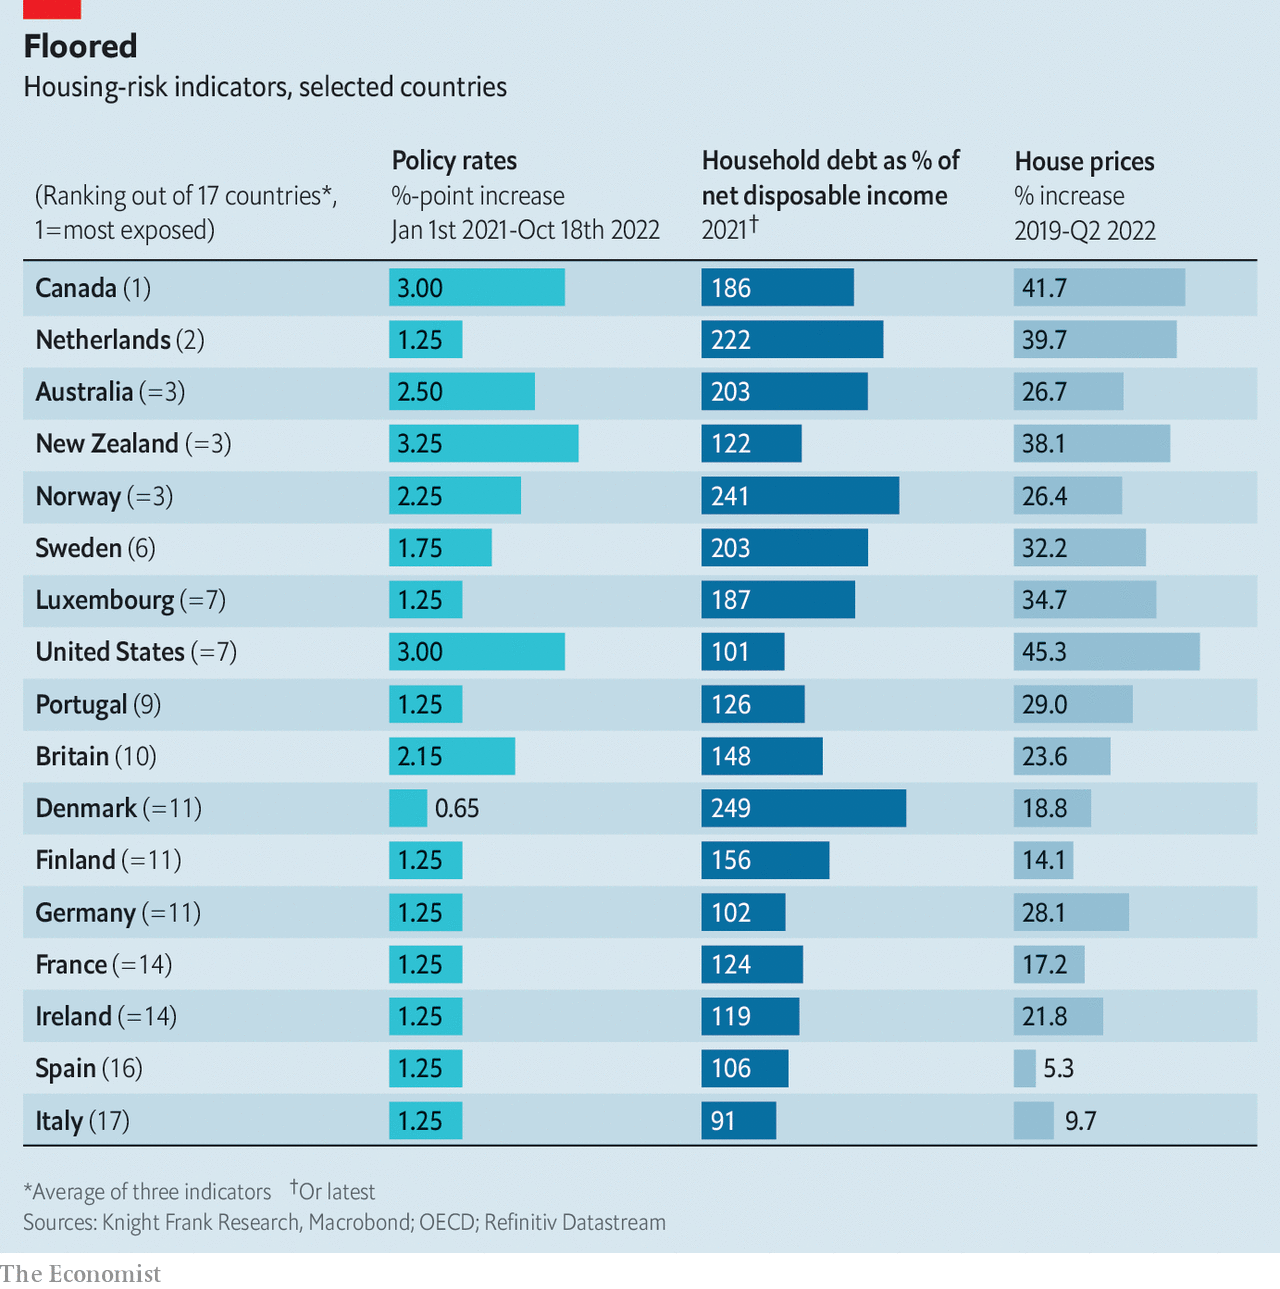 Floored
Housing-risk indicators, selected countries
(Ranking out of 17 countries*,
1=most exposed)
Policy rates
%-point increase
Jan 1st 2021-Oct 18th 2022
Household debt as % of
net disposable income
2021†
House prices
% increase
2019-Q2 2022
Canada (1) 3.00 186 41.7
Netherlands (2) 1.25 222 39.7
Australia (=3) 2.50 203 26.7
New Zealand (=3) 3.25 122 38.1
Norway (=3) 2.25 241 26.4
Sweden (6) 1.75 203 32.2
Luxembourg (=7) 1.25 187 34.7
United States (=7) 3.00 101 45.3
Portugal (9) 1.25 126 29.0
Britain (10) 2.15 148 23.6
Denmark (=11) 0.65 249 18.8
Finland (=11) 1.25 156 14.1
Germany (=11) 1.25 102 28.1
France (=14) 1.25 124 17.2
Ireland (=14) 1.25 119 21.8
Spain (16) 1.25 106 5.3
Italy (17) 1.25 91 9.7
*Average of three indicators †Or latest
Sources: Knight Frank Research, Macrobond; OECD; Refinitiv Datastream
The Economist